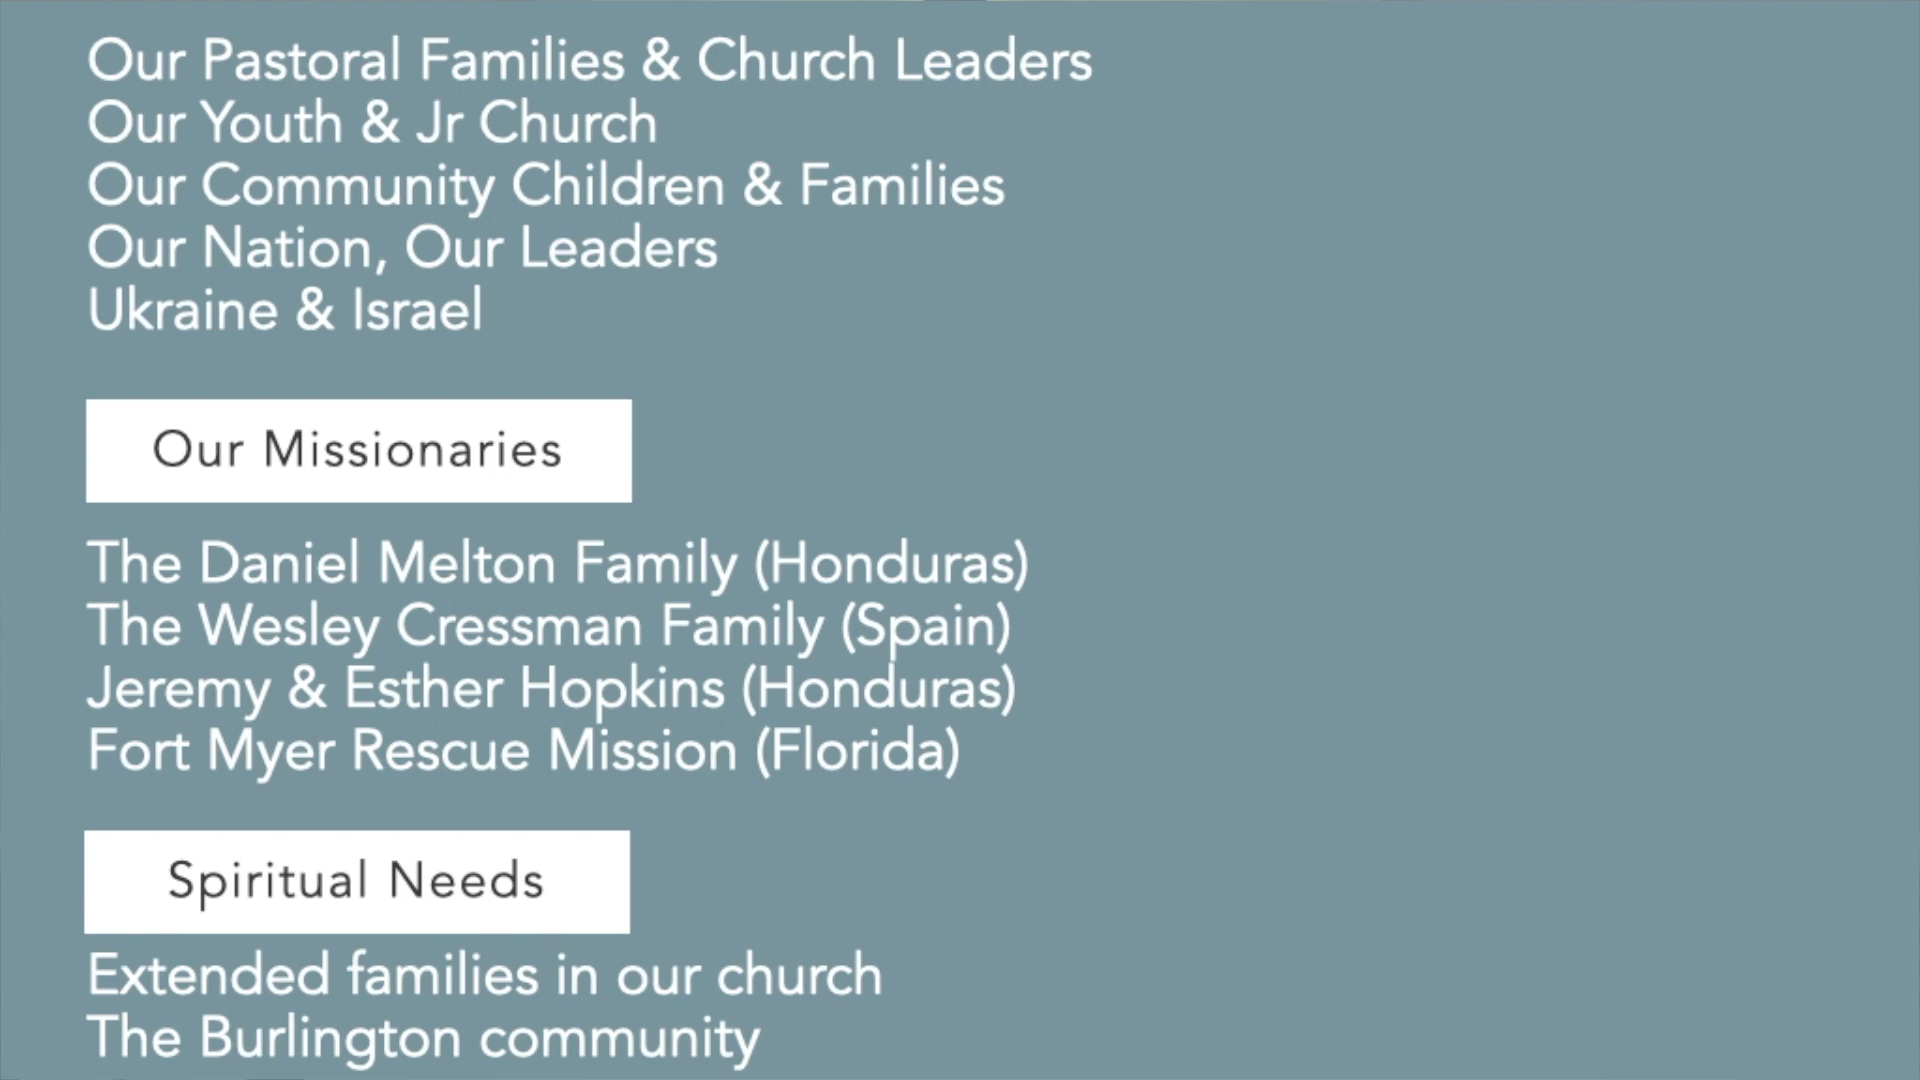 Our Pastoral Families & Church Leaders
Our Youth & Jr Church
Our Community Children & Families
Our Nation, Our Leaders
Ukraine & Israel
Our Missionaries
The Daniel Melton Family (Honduras)
The Wesley Cressman Family (Spain)
Jeremy & Esther Hopkins (Honduras)
Fort Myer Rescue Mission (Florida)
Spiritual Needs
Extended families in our church
The Burlington community